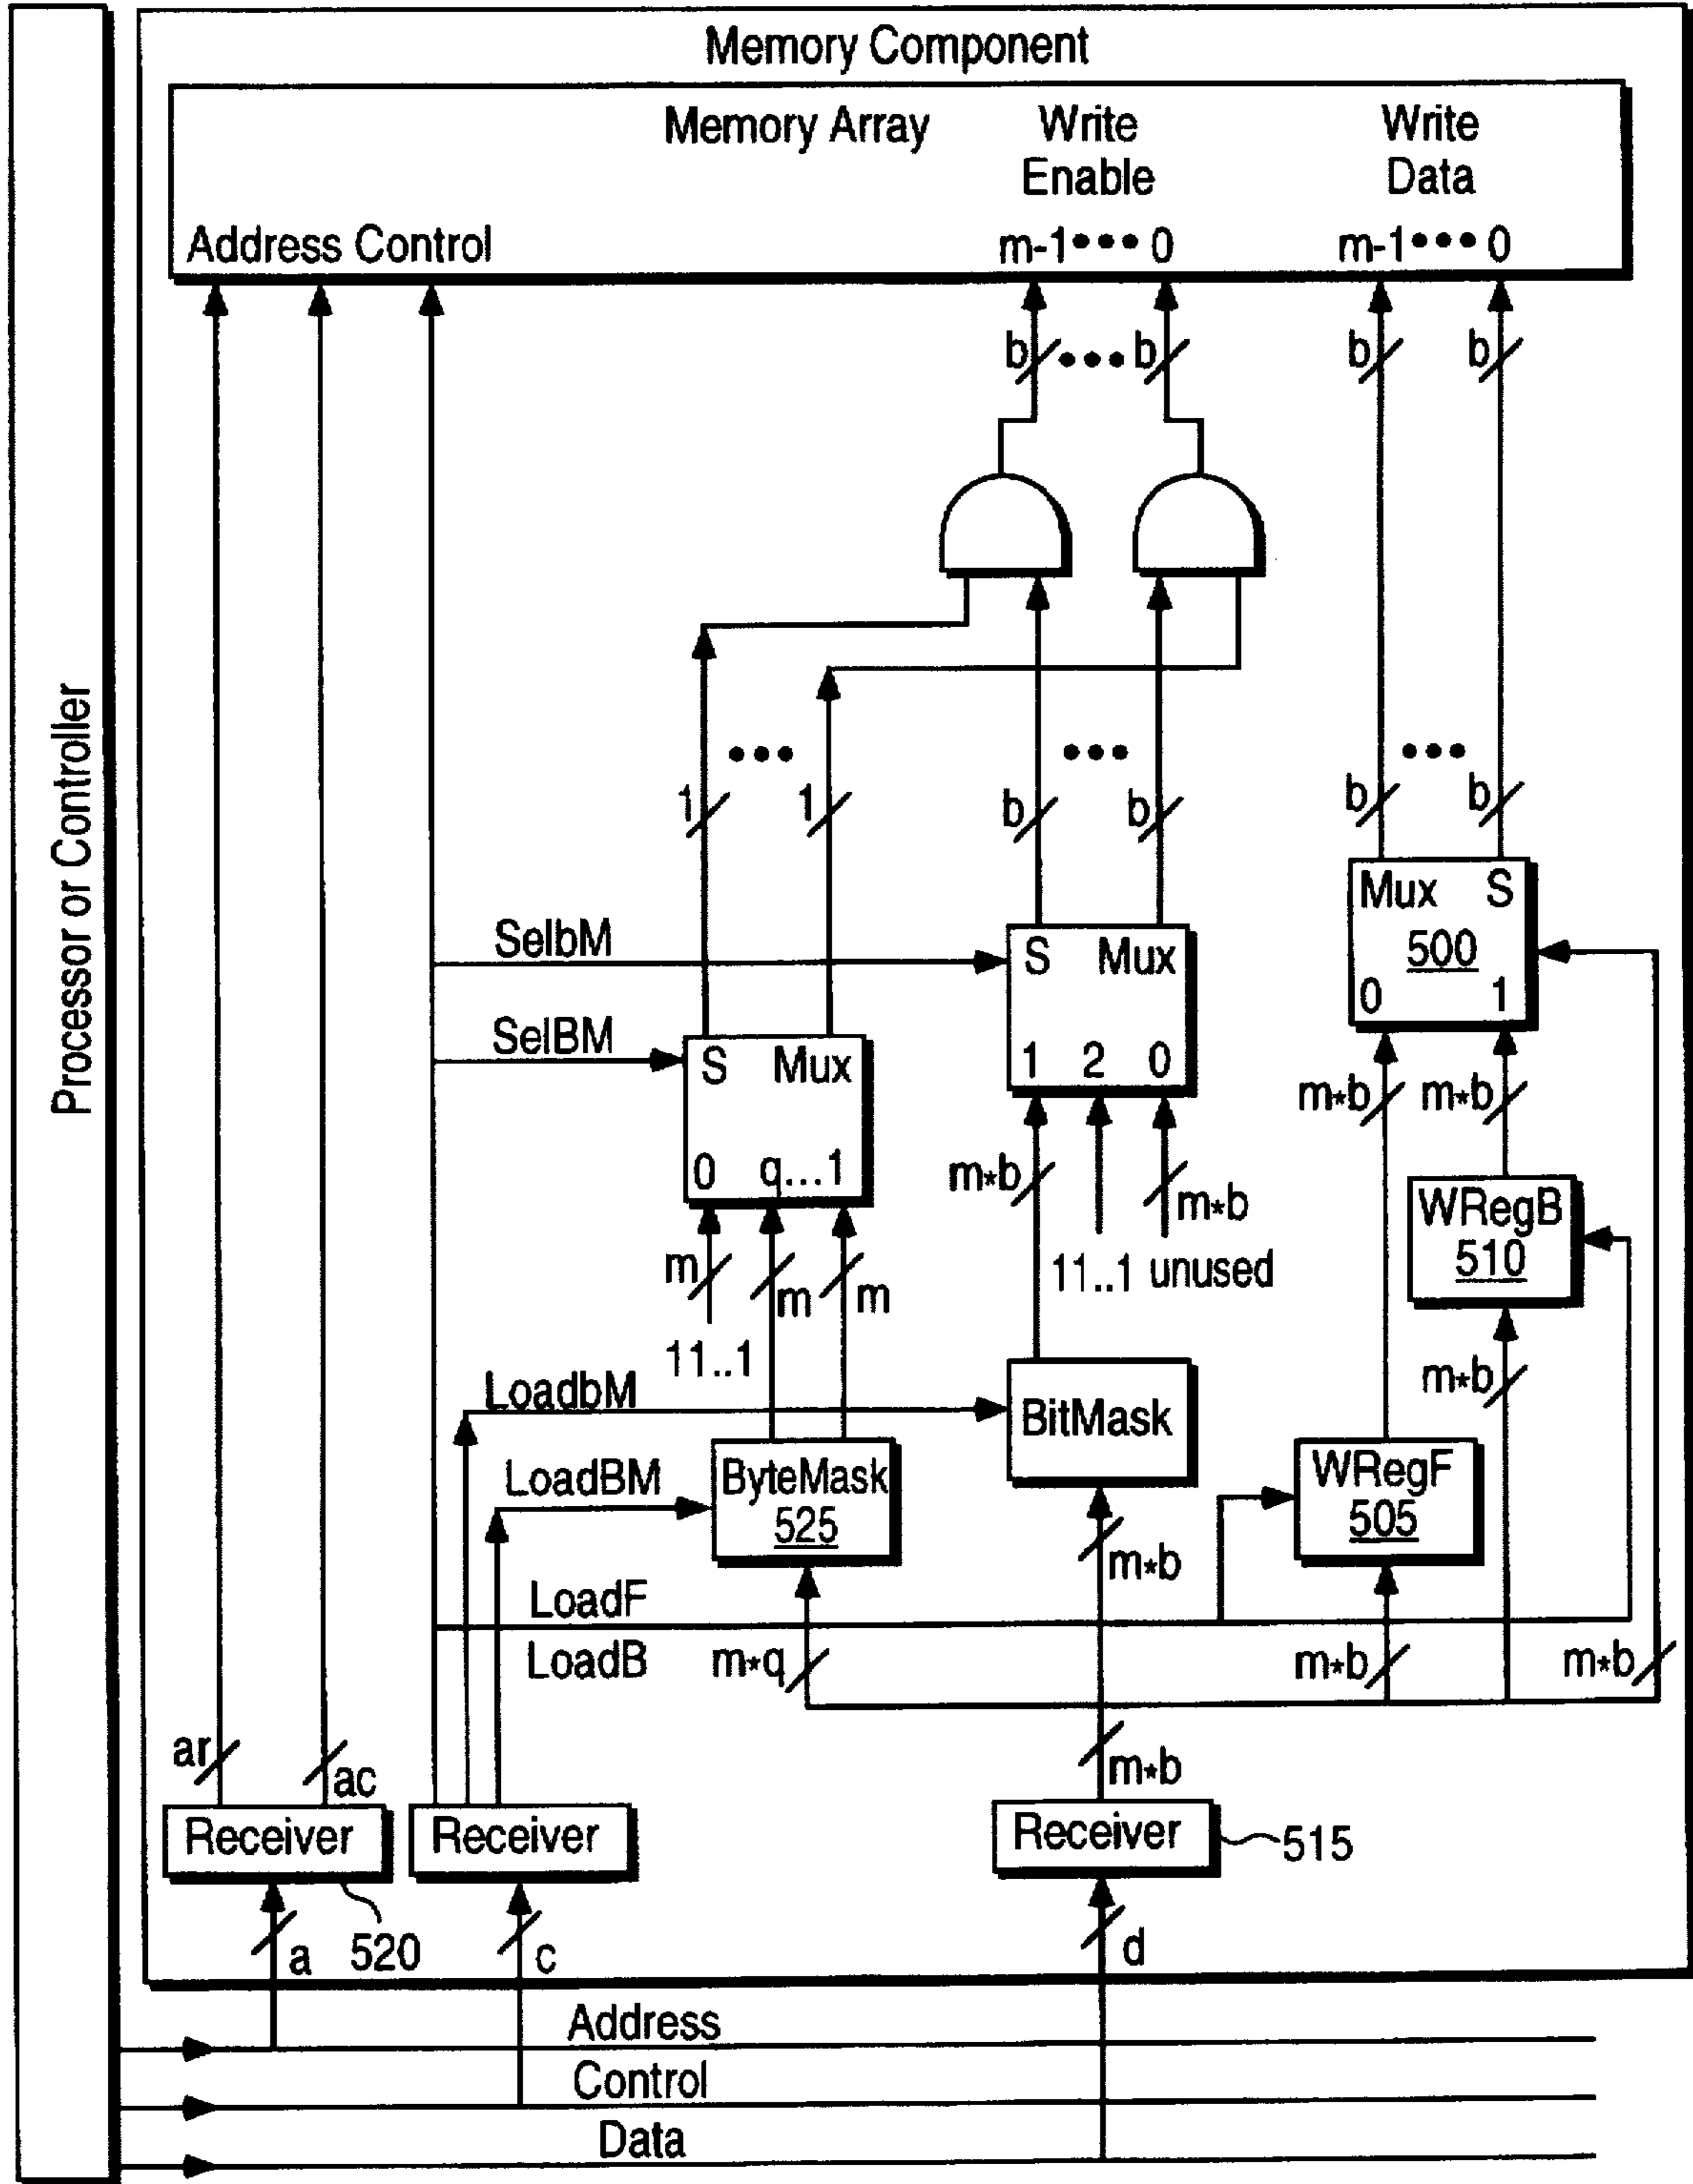 Processor or Controller
Memory Component
Memory Array
Write
Enable
Write
Data
Address Control
m-1••• 0
m-1••• 0
b ••• b
b
b
•••
•••
•••
1
1
b
b
b
b
SelbM
SelBM
S Mux
1 2 0
Mux S
500
0 1
S Mux
0 q...1
m*b
m*b
m*b
m*b
11..1 unused
WRegB
510
m
m
m
11..1
m*b
LoadbM
BitMask
LoadBM
ByteMask
525
WRegF
505
m*b
LoadF
LoadB
m*q
m*b
m*b
ar
ac
m*b
Receiver
Receiver
Receiver
515
520
a
c
d
Address
Control
Data